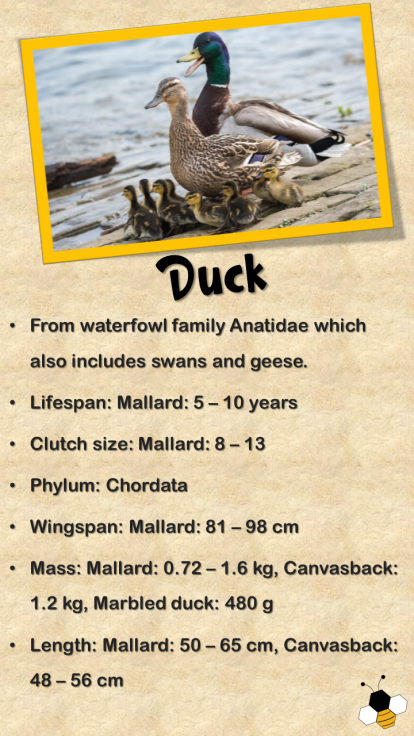 Duck
• From waterfowl family Anatidae which
also includes swans and geese.
• Lifespan: Mallard: 5 – 10 years
• Clutch size: Mallard: 8 – 13
• Phylum: Chordata
• Wingspan: Mallard: 81 – 98 cm
• Mass: Mallard: 0.72 – 1.6 kg, Canvasback:
1.2 kg, Marbled duck: 480 g
• Length: Mallard: 50 – 65 cm, Canvasback:
48 – 56 cm